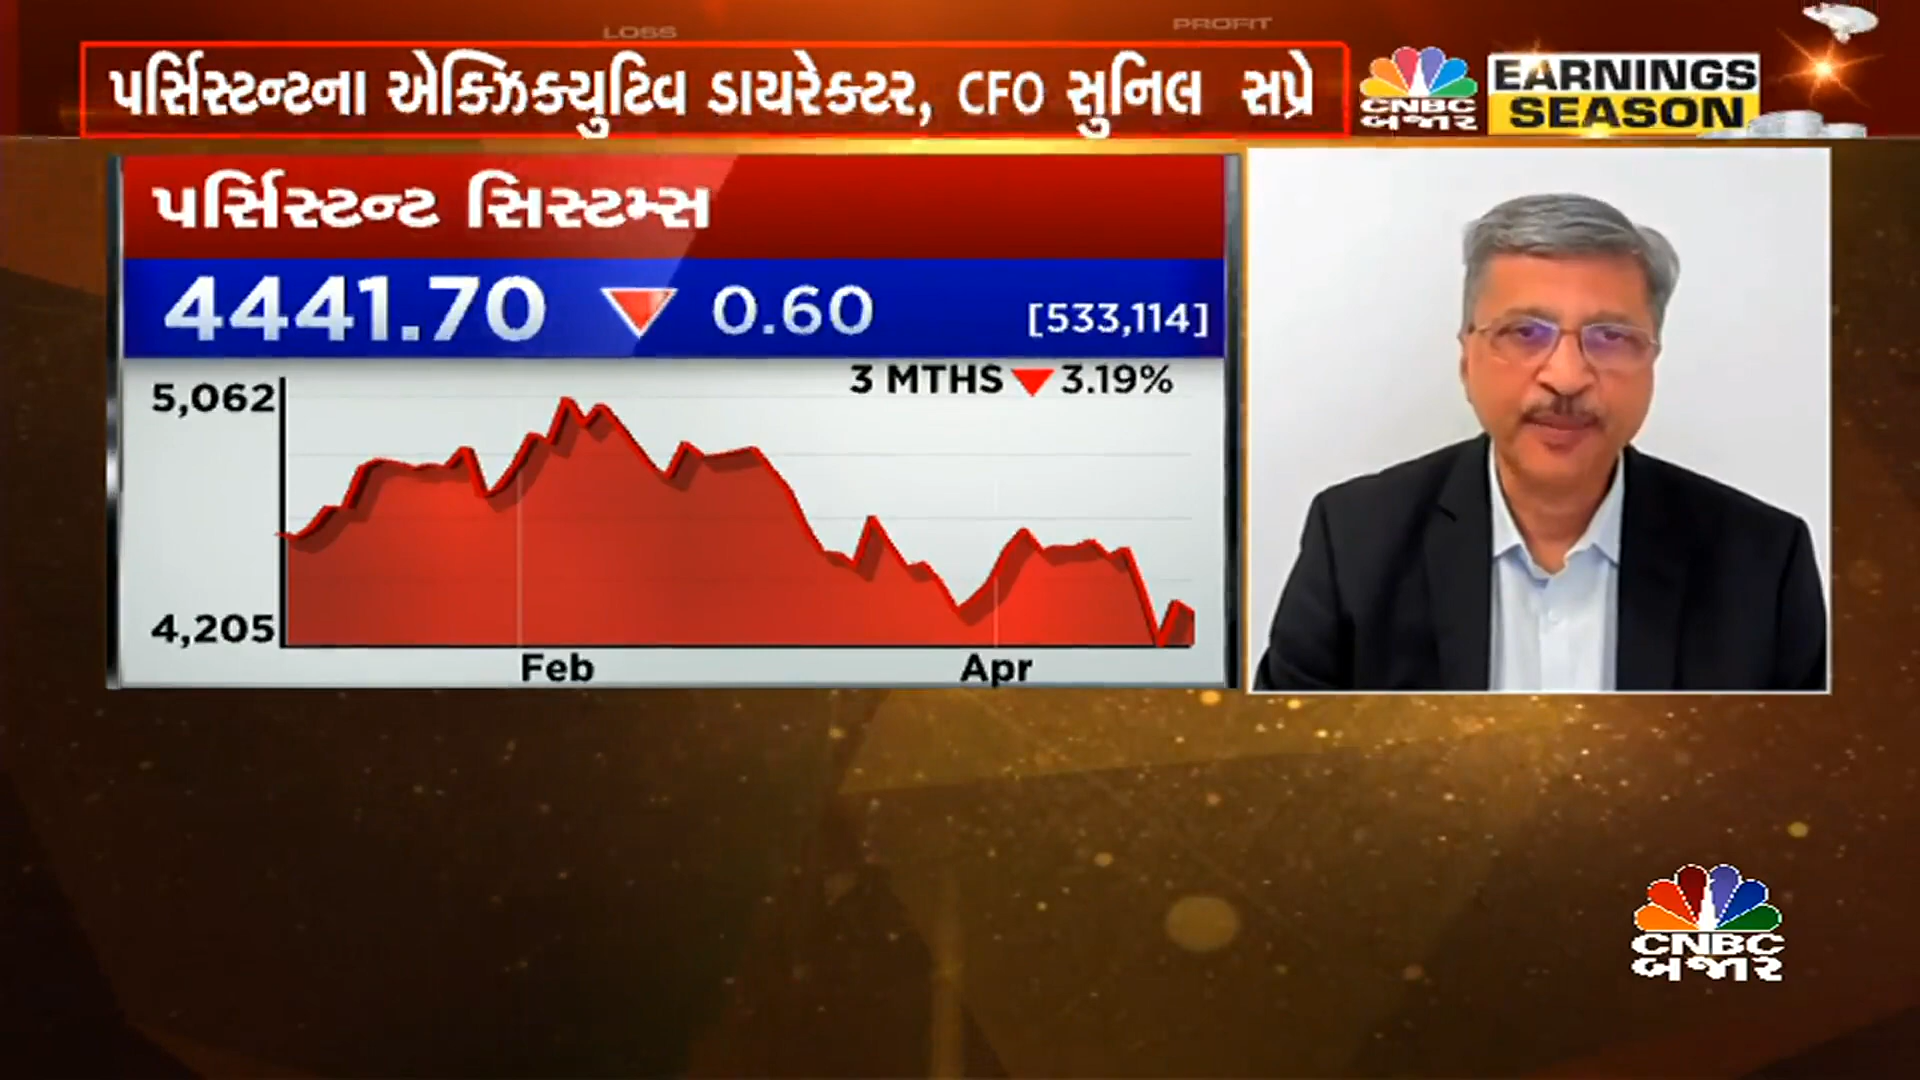 LOSS
PROFIT
પર્સિસ્ટન્ટના એક્ઝિક્યુટિવ ડાયરેક્ટર, CFO સુનિલ સપ્રે
CNBC
બજાર
EARNINGS
SEASON
પર્સિસ્ટન્ટ સિસ્ટમ્સ
4441.70 0.60 [533,114]
3 MTHS 3.19%
5,062
4,205
Feb Apr
CNBC
બજાર